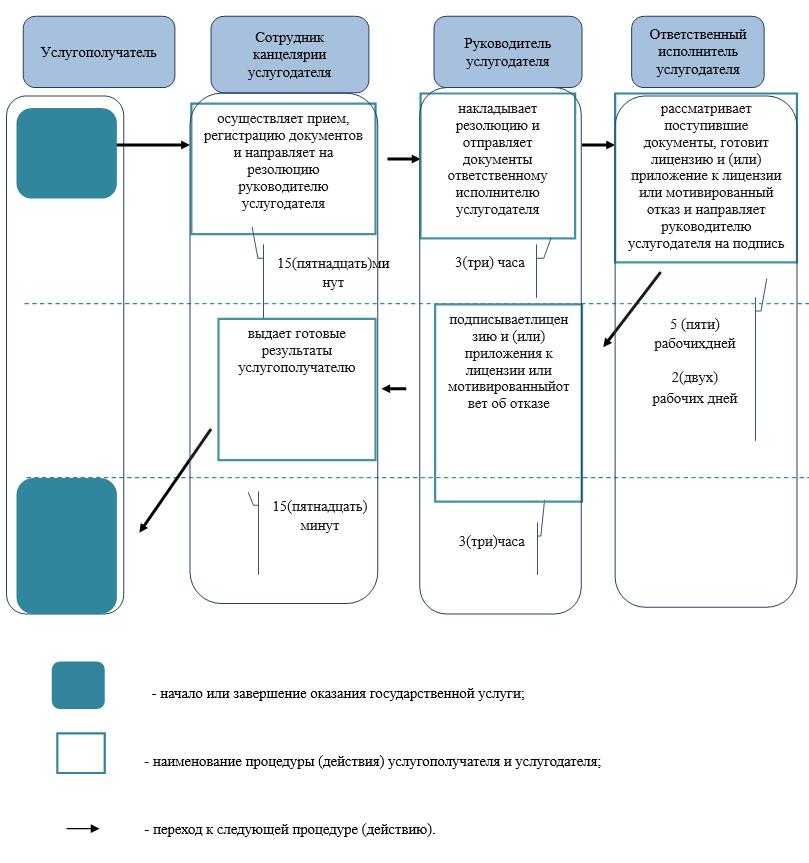 Услугополучатель
Сотрудник
канцелярии
услугодателя
Руководитель
услугодателя
Ответственный
исполнитель
услугодателя
осуществляет прием,
регистрацию документов
и направляет на
резолюцию
руководителю
услугодателя
накладывает
резолюцию и
отправляет
документы
ответственному
исполнителю
услугодателя
рассматривает
поступившие
документы, готовит
лицензию и (или)
приложение к лицензии
или мотивированный
отказ и направляет
руководителю
услугодателя на подпись
15(пятнадцать)ми
нут
3(три) часа
5 (пяти)
рабочихдней
2(двух)
рабочих дней
подписываетлицен
зию и (или)
приложения к
лицензии или
мотивированныйот
вет об отказе
выдает готовые
результаты
услугополучателю
15(пятнадцать)
минут
3(три)часа
- начало или завершение оказания государственной услуги;
- наименование процедуры (действия) услугополучателя и услугодателя;
- переход к следующей процедуре (действию).